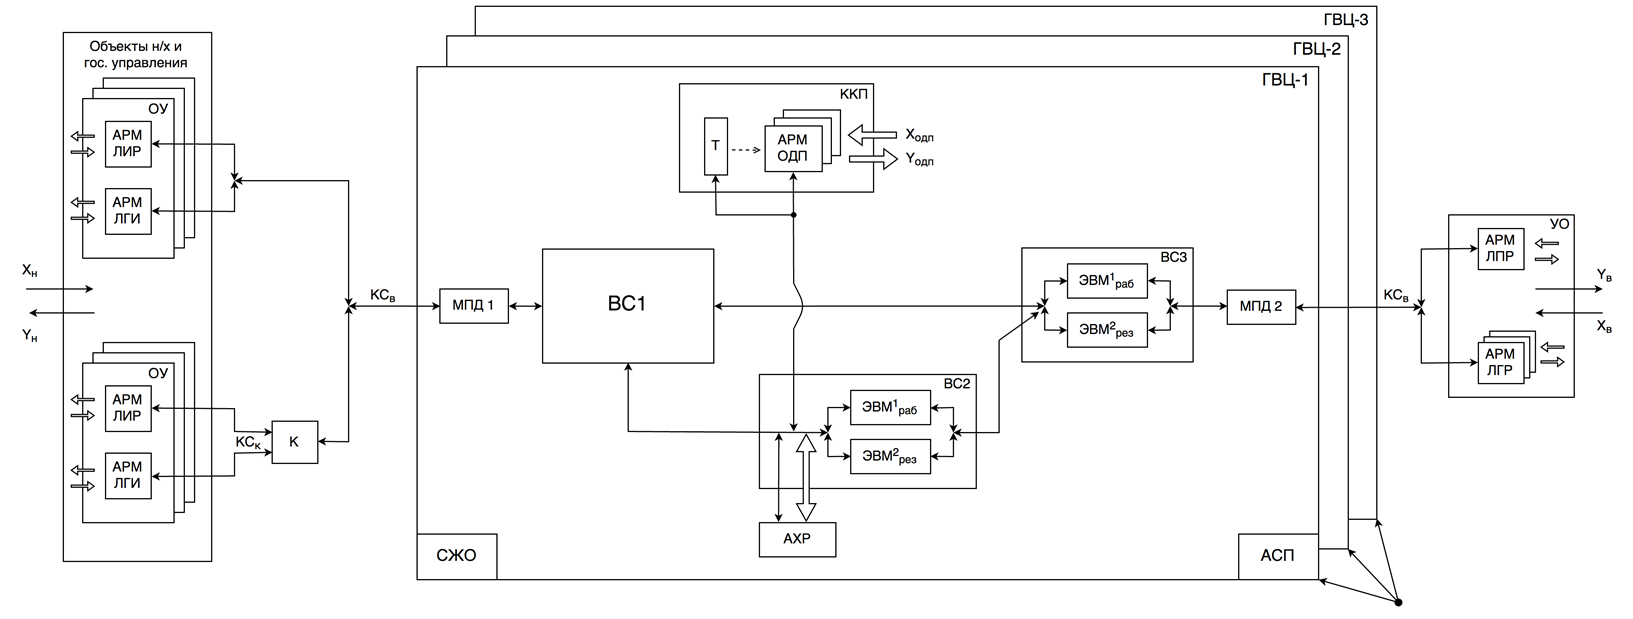 ГВЦ-3
ГВЦ-2
ГВЦ-1
Объекты н/х и
гос. управления
ОУ
АРМ
ЛИР
АРМ
ЛГИ
Xн
Yн
ОУ
АРМ
ЛИР
АРМ
ЛГИ
КСк
К
КСв
МПД 1
ВС1
ККП
Т
АРМ
ОДП
Xодп
Yодп
ВС3
ЭВМ¹раб
ЭВМ²рез
МПД 2
ВС2
ЭВМ¹раб
ЭВМ²рез
АХР
СЖО
АСП
КСв
УО
АРМ
ЛПР
АРМ
ЛГР
Yв
Xв